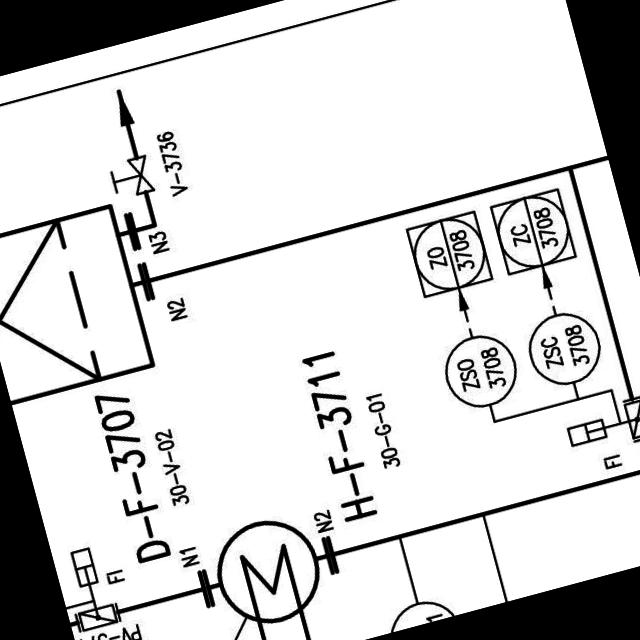 V-3736
N3
N2
ZO
3708
ZC
3708
ZSO
3708
ZSC
3708
D-F-3707
30-V-02
H-F-3711
30-G-01
N1
N2
FI
FI